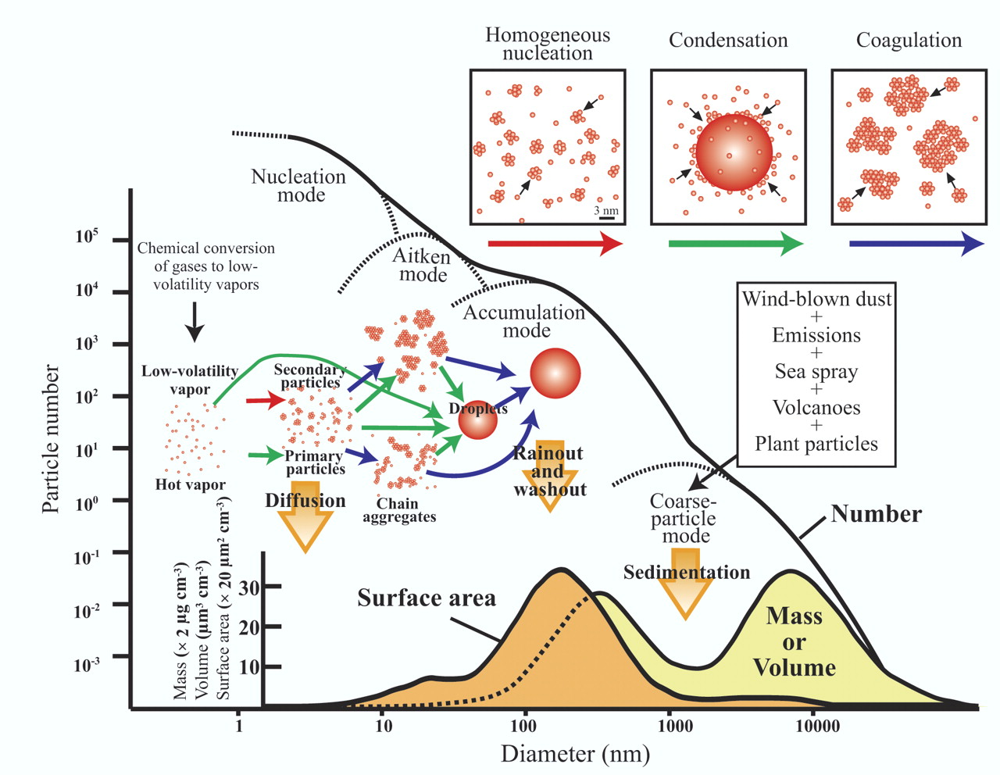 Homogeneous
nucleation
Condensation
Coagulation
3 nm
Nucleation
mode
Aitken
mode
Accumulation
mode
Chemical conversion
of gases to low-
volatility vapors
Low-volatility
vapor
Hot vapor
Secondary
particles
Primary
particles
Chain
aggregates
Droplets
Diffusion
Rainout
and
washout
Wind-blown dust
+
Emissions
+
Sea spray
+
Volcanoes
+
Plant particles
Coarse-
particle
mode
Sedimentation
Number
Surface area
Mass
or
Volume
Particle number
10⁵
10⁴
10³
10²
10¹
10⁰
10⁻¹
10⁻²
10⁻³
Mass (× 2 µg cm⁻³)
Volume (µm³ cm⁻³)
Surface area (× 20 µm² cm⁻³)
30
20
10
1
10
100
1000
10000
Diameter (nm)